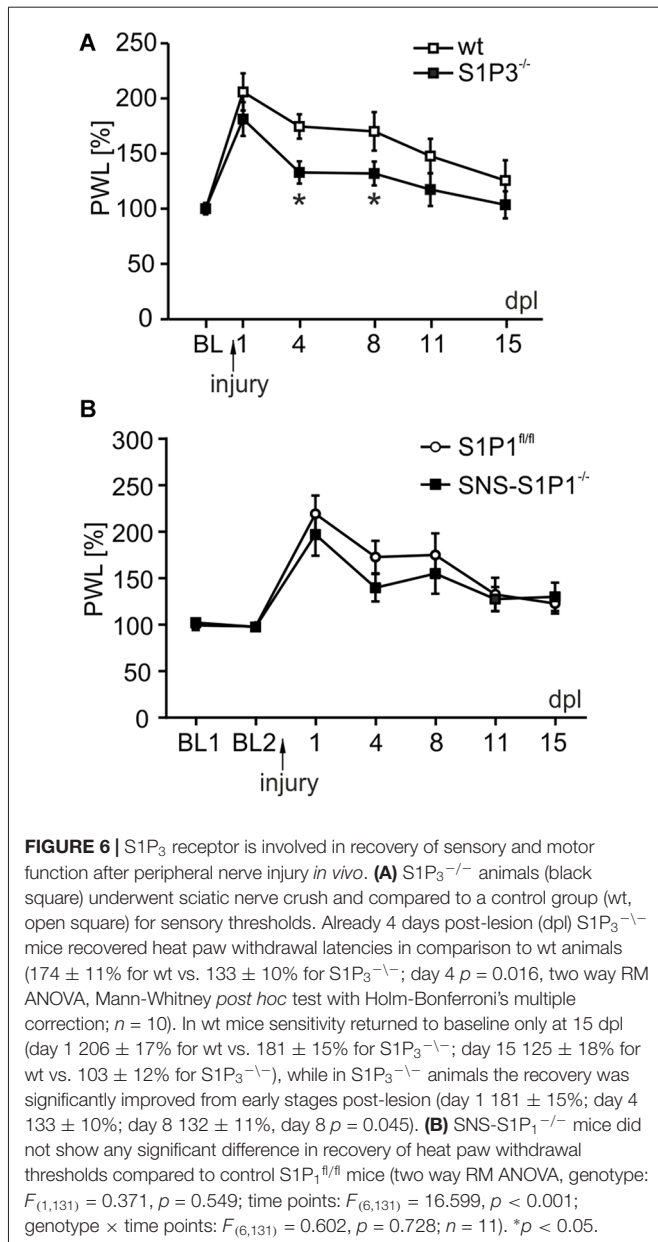 A
250
200
150
100
50
0
PWL [%]
wt
S1P3-/-
* *
dpl
BL 1 4 8 11 15
injury
B
300
250
200
150
100
50
0
PWL [%]
S1P1fl/fl
SNS-S1P1-/-
dpl
BL1 BL2 1 4 8 11 15
injury
FIGURE 6 | S1P₃ receptor is involved in recovery of sensory and motor
function after peripheral nerve injury in vivo. (A) S1P₃−/− animals (black
square) underwent sciatic nerve crush and compared to a control group (wt,
open square) for sensory thresholds. Already 4 days post-lesion (dpl) S1P₃−\−
mice recovered heat paw withdrawal latencies in comparison to wt animals
(174 ± 11% for wt vs. 133 ± 10% for S1P₃−\−; day 4 p = 0.016, two way RM
ANOVA, Mann-Whitney post hoc test with Holm-Bonferroni's multiple
correction; n = 10). In wt mice sensitivity returned to baseline only at 15 dpl
(day 1 206 ± 17% for wt vs. 181 ± 15% for S1P₃−\−; day 15 125 ± 18% for
wt vs. 103 ± 12% for S1P₃−\−), while in S1P₃−\− animals the recovery was
significantly improved from early stages post-lesion (day 1 181 ± 15%; day 4
133 ± 10%; day 8 132 ± 11%, day 8 p = 0.045). (B) SNS-S1P₁−/− mice did
not show any significant difference in recovery of heat paw withdrawal
thresholds compared to control S1P₁fl/fl mice (two way RM ANOVA, genotype:
F(1,131) = 0.371, p = 0.549; time points: F(6,131) = 16.599, p < 0.001;
genotype × time points: F(6,131) = 0.602, p = 0.728; n = 11). *p < 0.05.